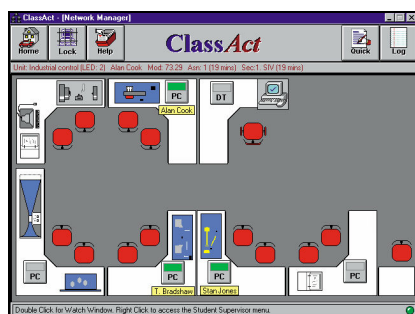 ClassAct - [Network Manager]
Home Lock Help ClassAct Quick Log
Unit: Industrial control (LED: 2) Alan Cook Mod: 73.29 Asn: 1 (19 mins) Sec:1. SIV (19 mins)
PC DT
Alan Cook
PC PC PC PC
T. Bradshaw Stan Jones
Double Click for Watch Window. Right Click to access the Student Supervisor menu.